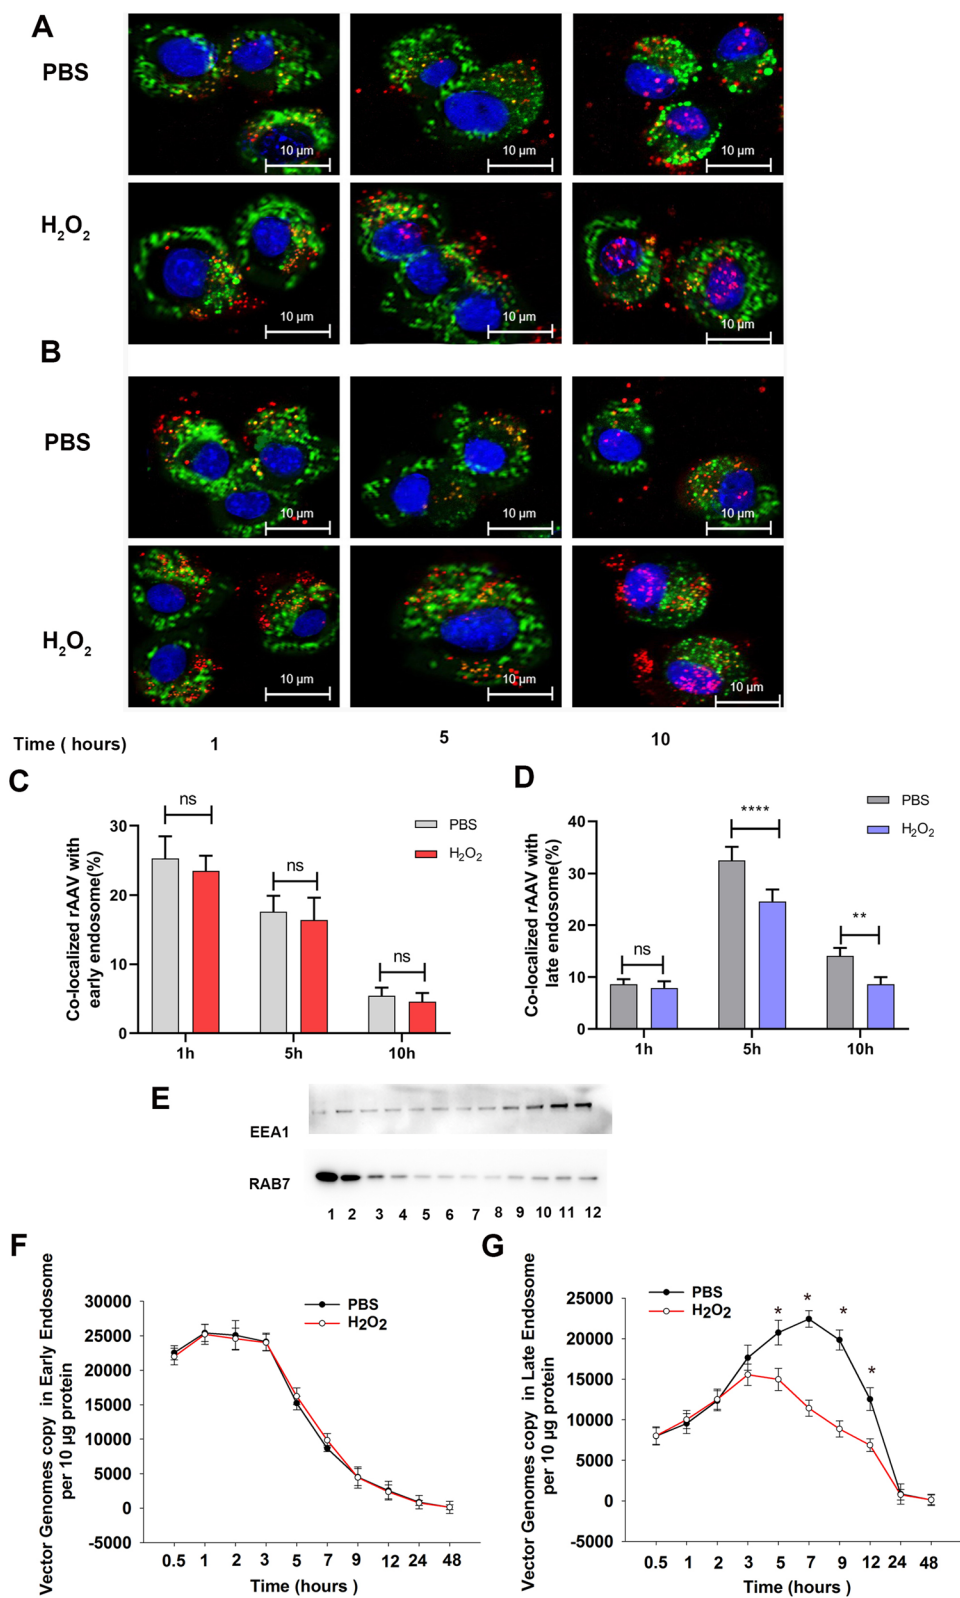 A
PBS
10 µm
10 µm
10 µm
H₂O₂
10 µm
10 µm
10 µm
B
PBS
10 µm
10 µm
10 µm
H₂O₂
10 µm
10 µm
10 µm
Time ( hours)
1
5
10
C
ns
ns
ns
PBS
H₂O₂
Co-localized rAAV with
early endosome(%)
30
20
10
0
1h
5h
10h
D
ns
****
**
PBS
H₂O₂
Co-localized rAAV with
late endosome(%)
40
30
20
10
0
1h
5h
10h
E
EEA1
RAB7
1 2 3 4 5 6 7 8 9 10 11 12
F
PBS
H2O2
Vector Genomes copy in Early Endosome
per 10 µg protein
30000
25000
20000
15000
10000
5000
0
-5000
0.5 1 2 3 5 7 9 12 24 48
Time (hours )
G
PBS
H2O2
* * * *
Vector Genomes copy in Late Endosome
per 10 µg protein
25000
20000
15000
10000
5000
0
-5000
0.5 1 2 3 5 7 9 12 24 48
Time (hours )